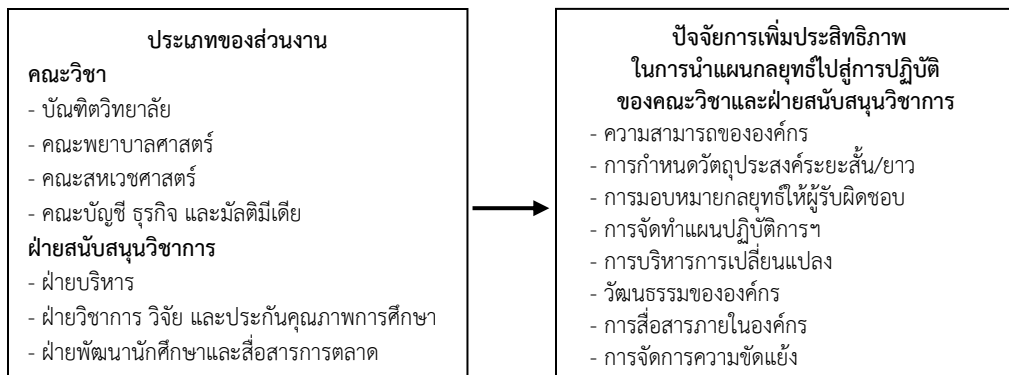 ประเภทของส่วนงาน
คณะวิชา
- บัณฑิตวิทยาลัย
- คณะพยาบาลศาสตร์
- คณะสหเวชศาสตร์
- คณะบัญชี ธุรกิจ และมัลติมีเดีย
ฝ่ายสนับสนุนวิชาการ
- ฝ่ายบริหาร
- ฝ่ายวิชาการ วิจัย และประกันคุณภาพการศึกษา
- ฝ่ายพัฒนานักศึกษาและสื่อสารการตลาด
ปัจจัยการเพิ่มประสิทธิภาพ
ในการนำแผนกลยุทธ์ไปสู่การปฏิบัติ
ของคณะวิชาและฝ่ายสนับสนุนวิชาการ
- ความสามารถขององค์กร
- การกำหนดวัตถุประสงค์ระยะสั้น/ยาว
- การมอบหมายกลยุทธ์ให้ผู้รับผิดชอบ
- การจัดทำแผนปฏิบัติการฯ
- การบริหารการเปลี่ยนแปลง
- วัฒนธรรมขององค์กร
- การสื่อสารภายในองค์กร
- การจัดการความขัดแย้ง